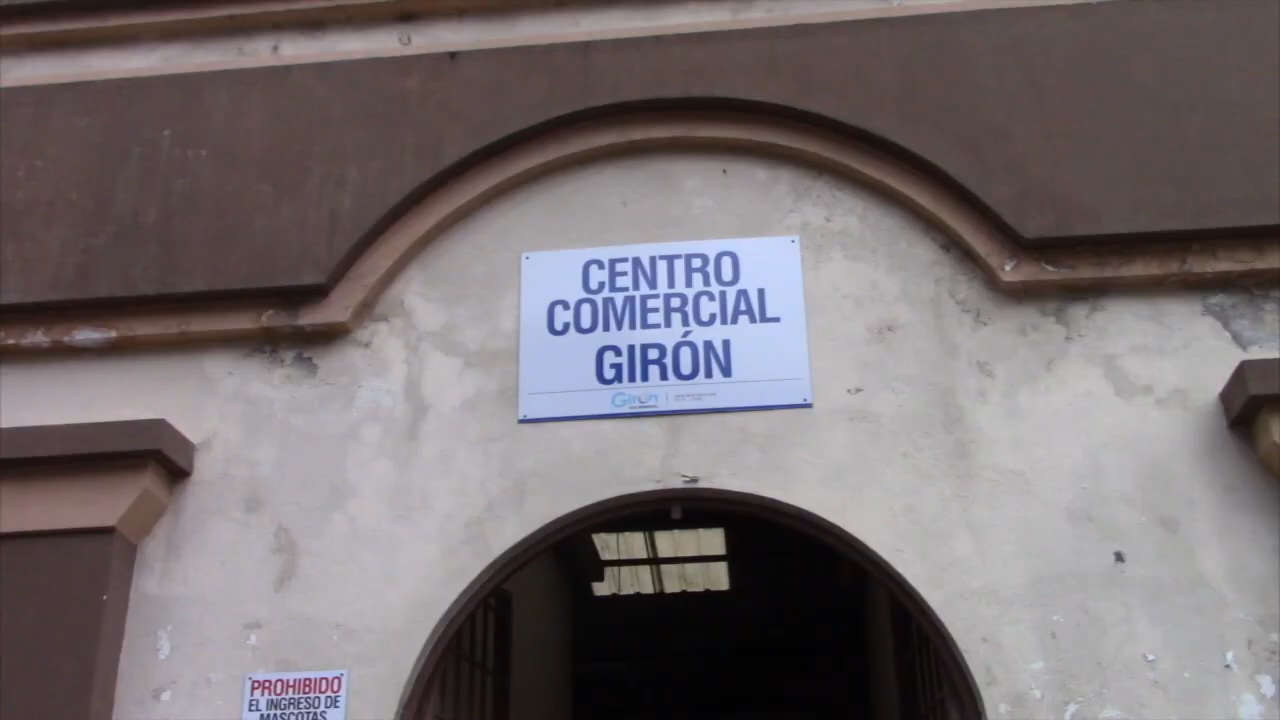 CENTRO
COMERCIAL
GIRÓN
Girón
PROHIBIDO
EL INGRESO DE
MASCOTAS